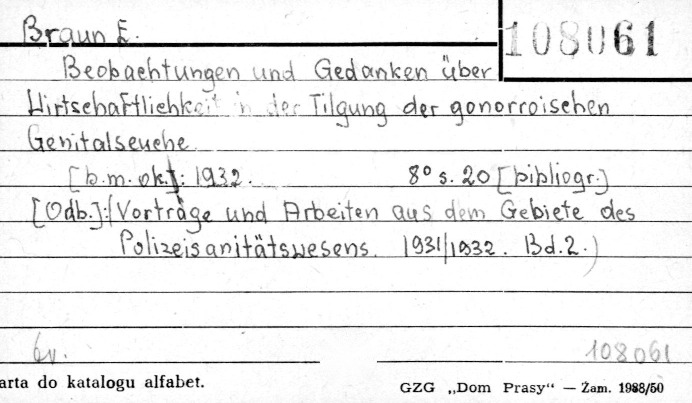 Braun E.
108061
Beobachtungen und Gedanken über
Wirtschaftlichkeit in der Tilgung der gonorroischen
Genitalseuche
[b.m. ok.]: 1932. 8° s. 20 [bibliogr.]
[Odb.]: (Vorträge und Arbeiten aus dem Gebiete des
Polizeisanitätswesens. 1931/1932. Bd. 2.)
108061
arta do katalogu alfabet.
GZG „Dom Prasy“ — Zam. 1988/50